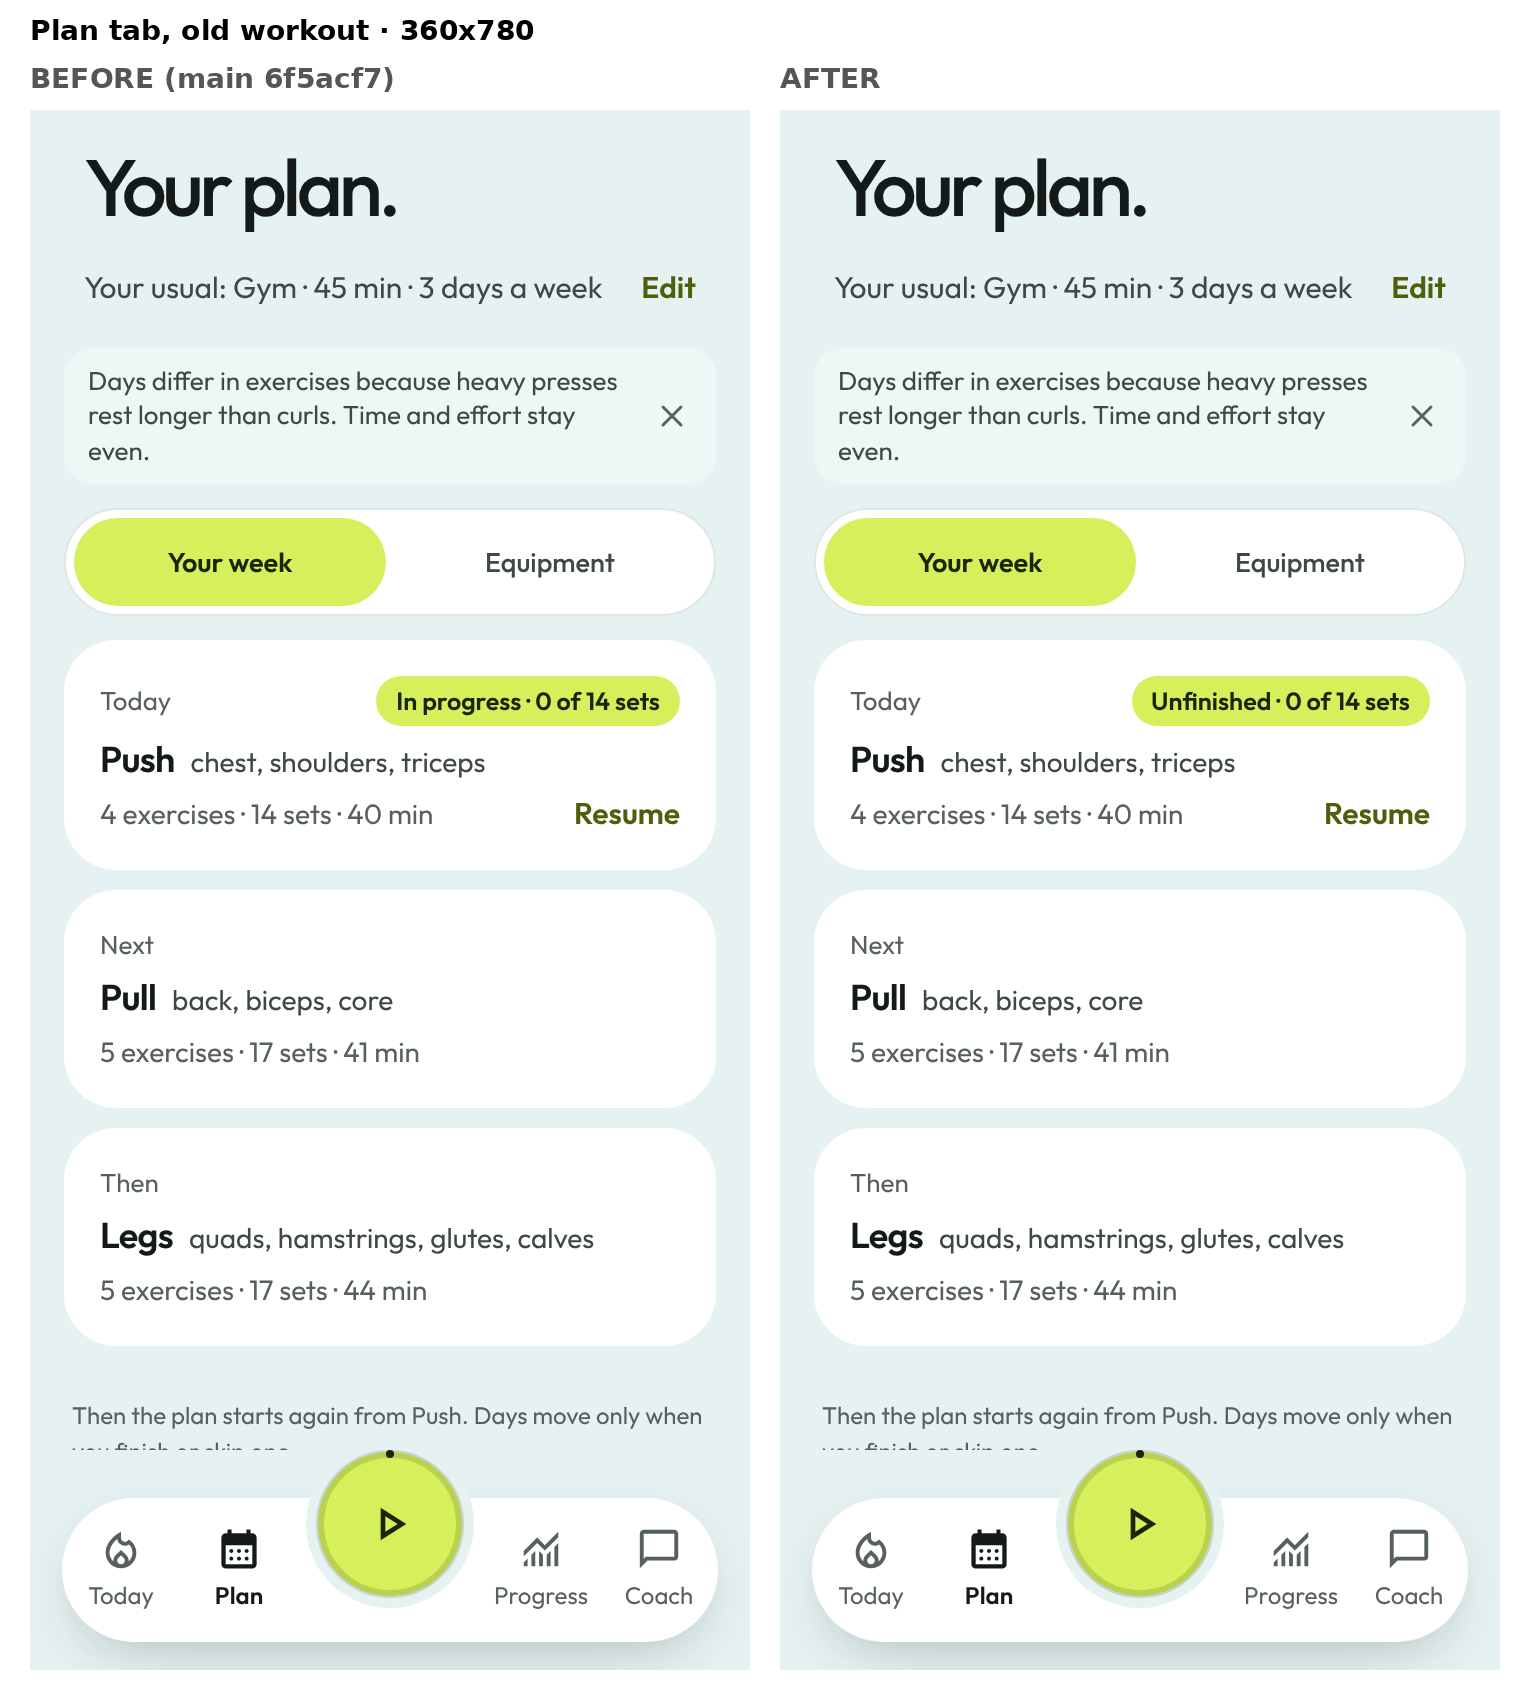 Plan tab, old workout · 360x780
BEFORE (main 6f5acf7)
Your plan.
Your usual: Gym · 45 min · 3 days a week Edit
Days differ in exercises because heavy presses
rest longer than curls. Time and effort stay
even.
Your week Equipment
Today In progress · 0 of 14 sets
Push chest, shoulders, triceps
4 exercises · 14 sets · 40 min Resume
Next
Pull back, biceps, core
5 exercises · 17 sets · 41 min
Then
Legs quads, hamstrings, glutes, calves
5 exercises · 17 sets · 44 min
Then the plan starts again from Push. Days move only when
Today Plan Progress Coach
AFTER
Your plan.
Your usual: Gym · 45 min · 3 days a week Edit
Days differ in exercises because heavy presses
rest longer than curls. Time and effort stay
even.
Your week Equipment
Today Unfinished · 0 of 14 sets
Push chest, shoulders, triceps
4 exercises · 14 sets · 40 min Resume
Next
Pull back, biceps, core
5 exercises · 17 sets · 41 min
Then
Legs quads, hamstrings, glutes, calves
5 exercises · 17 sets · 44 min
Then the plan starts again from Push. Days move only when
Today Plan Progress Coach